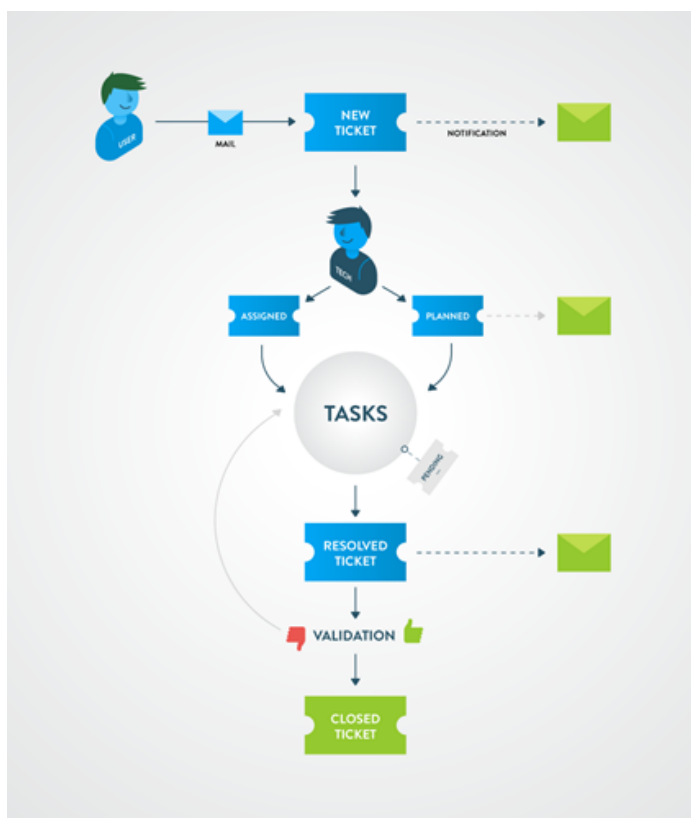 USER
MAIL
NEW
TICKET
NOTIFICATION
TECH
ASSIGNED
PLANNED
TASKS
PENDING
...
RESOLVED
TICKET
VALIDATION
CLOSED
TICKET